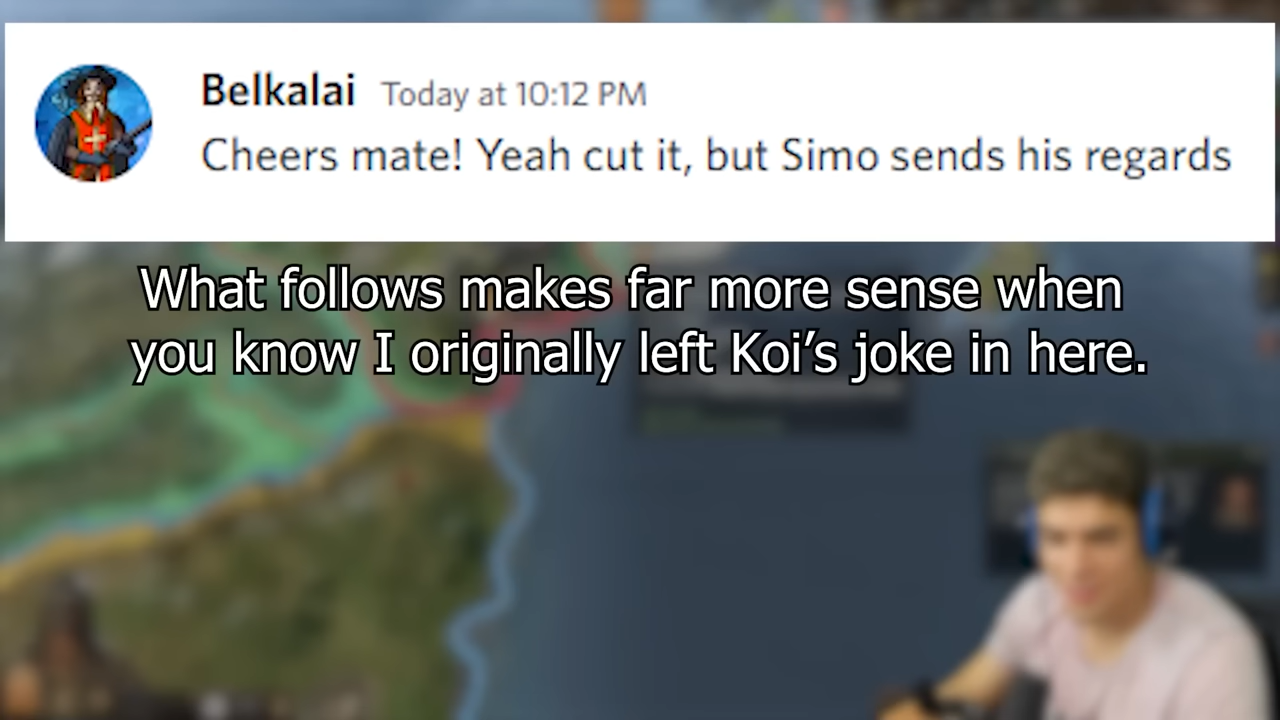 Belkalai Today at 10:12 PM
Cheers mate! Yeah cut it, but Simo sends his regards
What follows makes far more sense when
you know I originally left Koi’s joke in here.